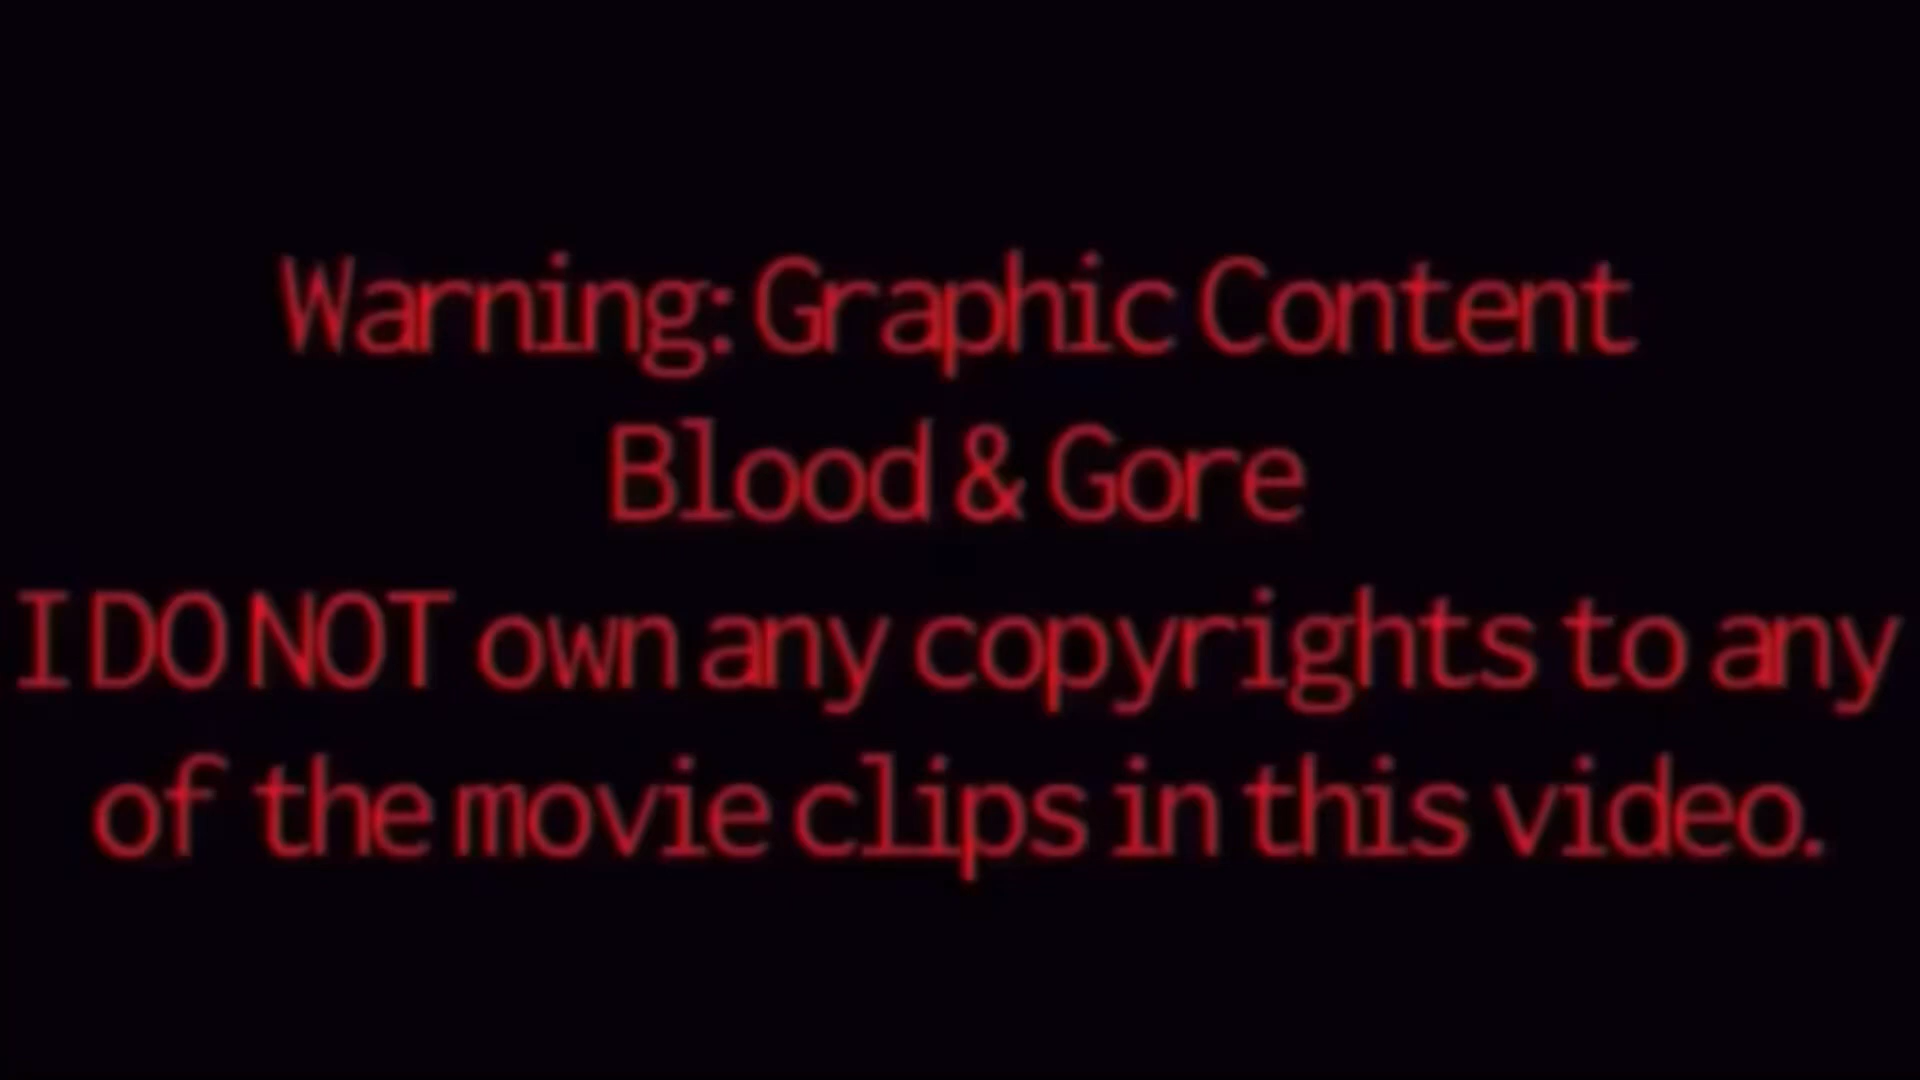 Warning: Graphic Content
Blood & Gore
I DO NOT own any copyrights to any
of the movie clips in this video.